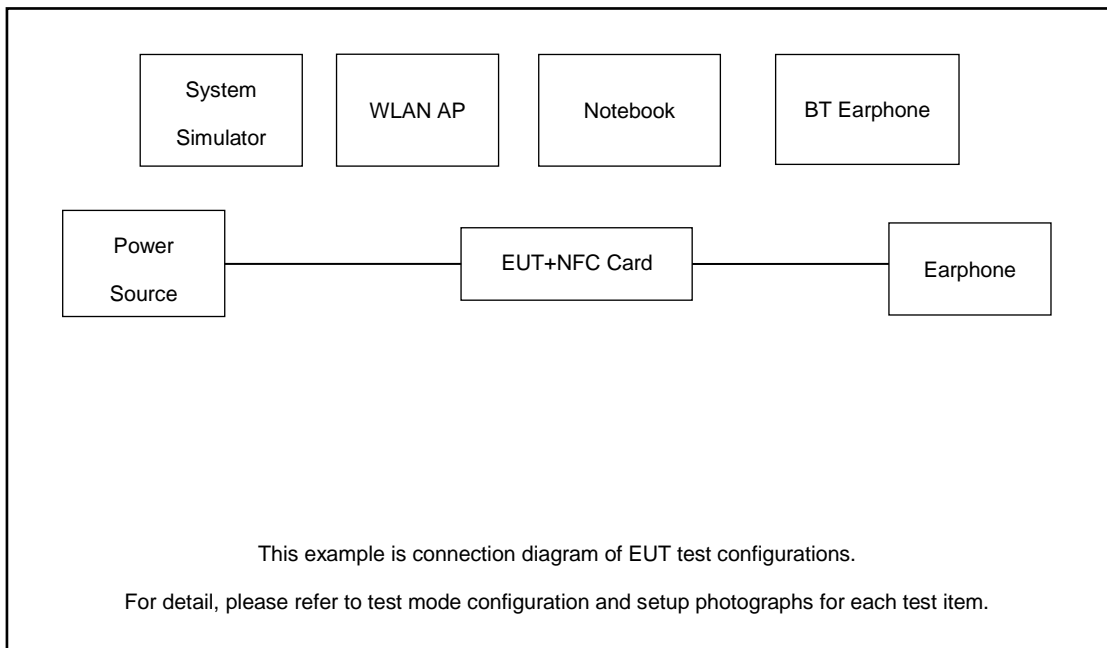 System
Simulator
WLAN AP
Notebook
BT Earphone
Power
Source
EUT+NFC Card
Earphone
This example is connection diagram of EUT test configurations.
For detail, please refer to test mode configuration and setup photographs for each test item.